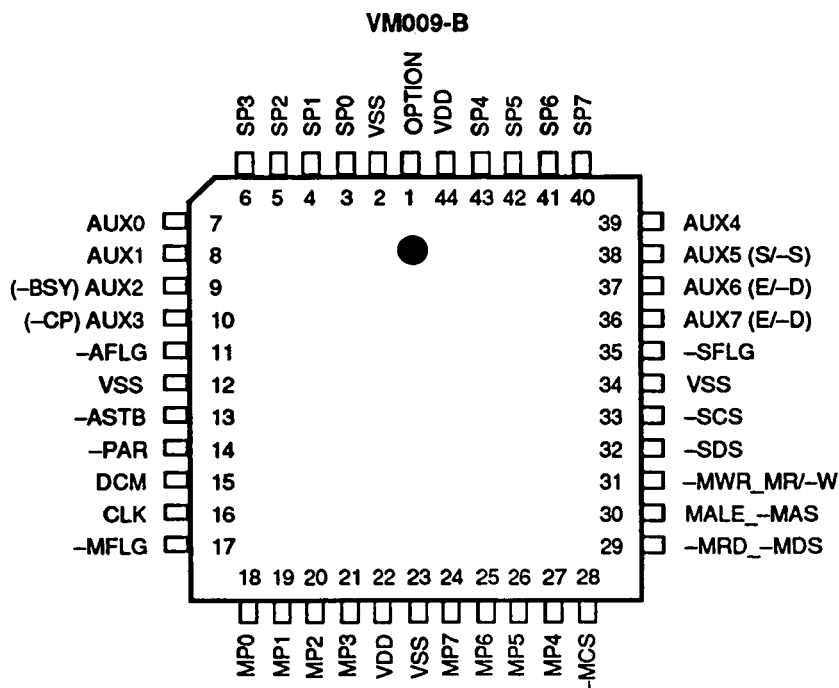 VM009-B
SP3 SP2 SP1 SP0 VSS OPTION VDD SP4 SP5 SP6 SP7
6 5 4 3 2 1 44 43 42 41 40
AUX0 7 39 AUX4
AUX1 8 38 AUX5 (S/–S)
(–BSY) AUX2 9 37 AUX6 (E/–D)
(–CP) AUX3 10 36 AUX7 (E/–D)
–AFLG 11 35 –SFLG
VSS 12 34 VSS
–ASTB 13 33 –SCS
–PAR 14 32 –SDS
DCM 15 31 –MWR_MR/–W
CLK 16 30 MALE_–MAS
–MFLG 17 29 –MRD_–MDS
18 19 20 21 22 23 24 25 26 27 28
MP0 MP1 MP2 MP3 VDD VSS MP7 MP6 MP5 MP4 –MCS